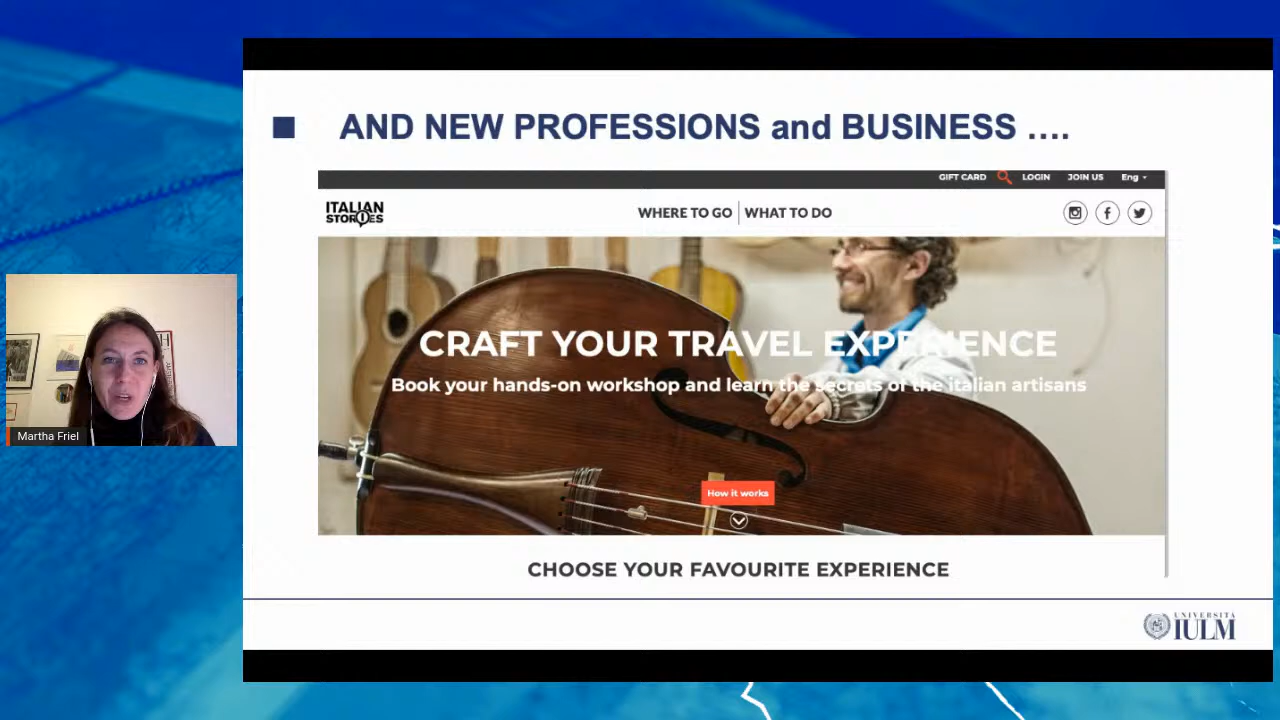 AND NEW PROFESSIONS and BUSINESS ....
GIFT CARD LOGIN JOIN US Eng
ITALIAN
STORIES
WHERE TO GO WHAT TO DO
CRAFT YOUR TRAVEL EXPERIENCE
Book your hands-on workshop and learn the secrets of the italian artisans
How it works
CHOOSE YOUR FAVOURITE EXPERIENCE
Martha Friel
UNIVERSITÀ
IULM